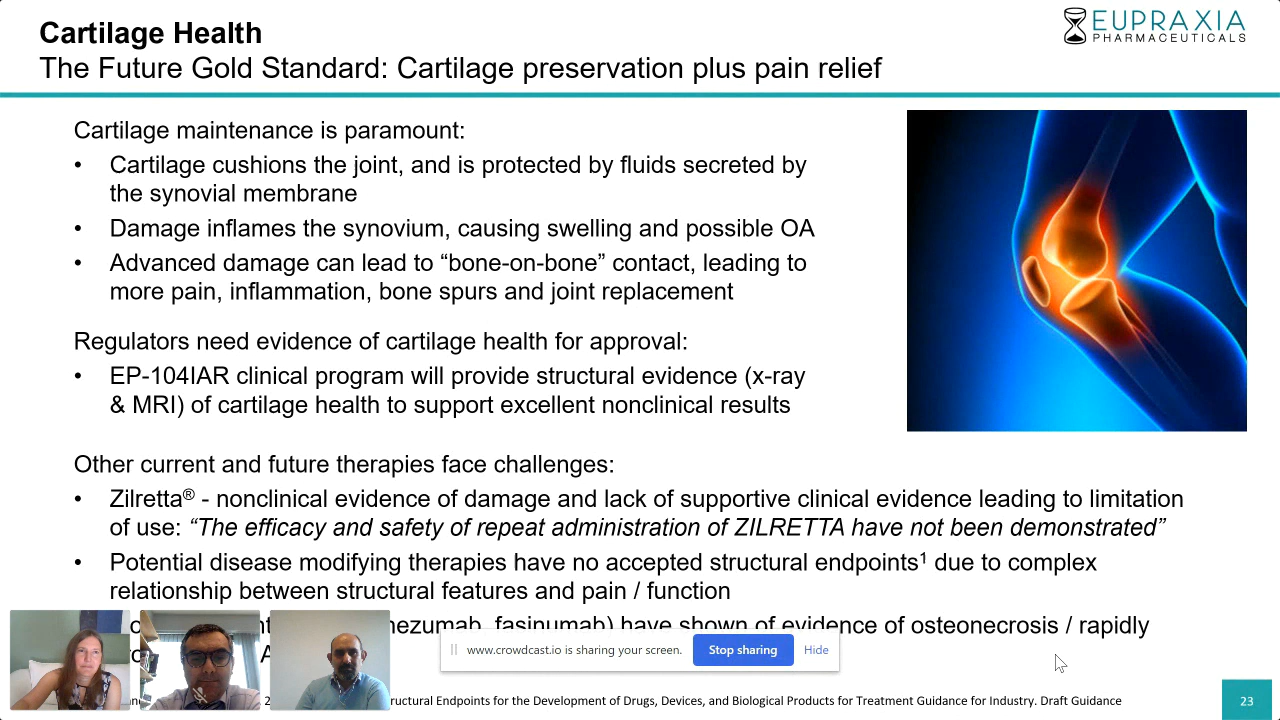 Cartilage Health
The Future Gold Standard: Cartilage preservation plus pain relief
EUPRAXIA
PHARMACEUTICALS
Cartilage maintenance is paramount:
• Cartilage cushions the joint, and is protected by fluids secreted by
the synovial membrane
• Damage inflames the synovium, causing swelling and possible OA
• Advanced damage can lead to “bone-on-bone” contact, leading to
more pain, inflammation, bone spurs and joint replacement
Regulators need evidence of cartilage health for approval:
• EP-104IAR clinical program will provide structural evidence (x-ray
& MRI) of cartilage health to support excellent nonclinical results
Other current and future therapies face challenges:
• Zilretta® - nonclinical evidence of damage and lack of supportive clinical evidence leading to limitation
of use: “The efficacy and safety of repeat administration of ZILRETTA have not been demonstrated”
• Potential disease modifying therapies have no accepted structural endpoints¹ due to complex
relationship between structural features and pain / function
fasinumab) have shown of evidence of osteonecrosis / rapidly
www.crowdcast.io is sharing your screen.
Stop sharing
Hide
Endpoints for the Development of Drugs, Devices, and Biological Products for Treatment Guidance for Industry. Draft Guidance
23